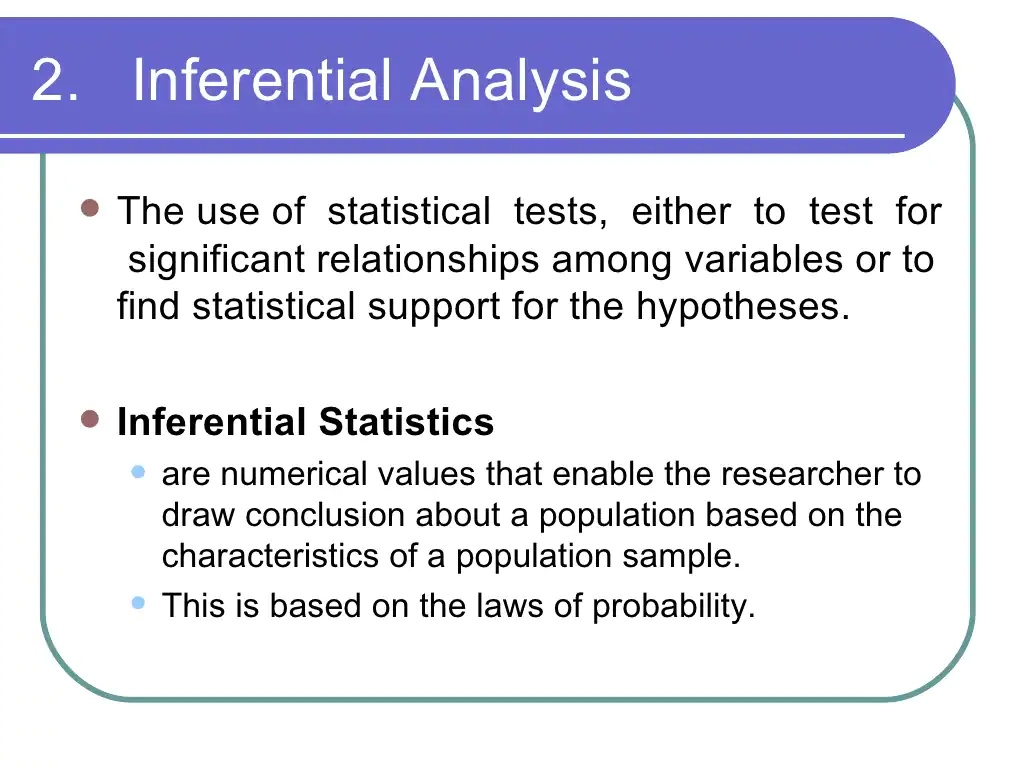 2. Inferential Analysis
The use of statistical tests, either to test for
significant relationships among variables or to
find statistical support for the hypotheses.
Inferential Statistics
are numerical values that enable the researcher to
draw conclusion about a population based on the
characteristics of a population sample.
This is based on the laws of probability.